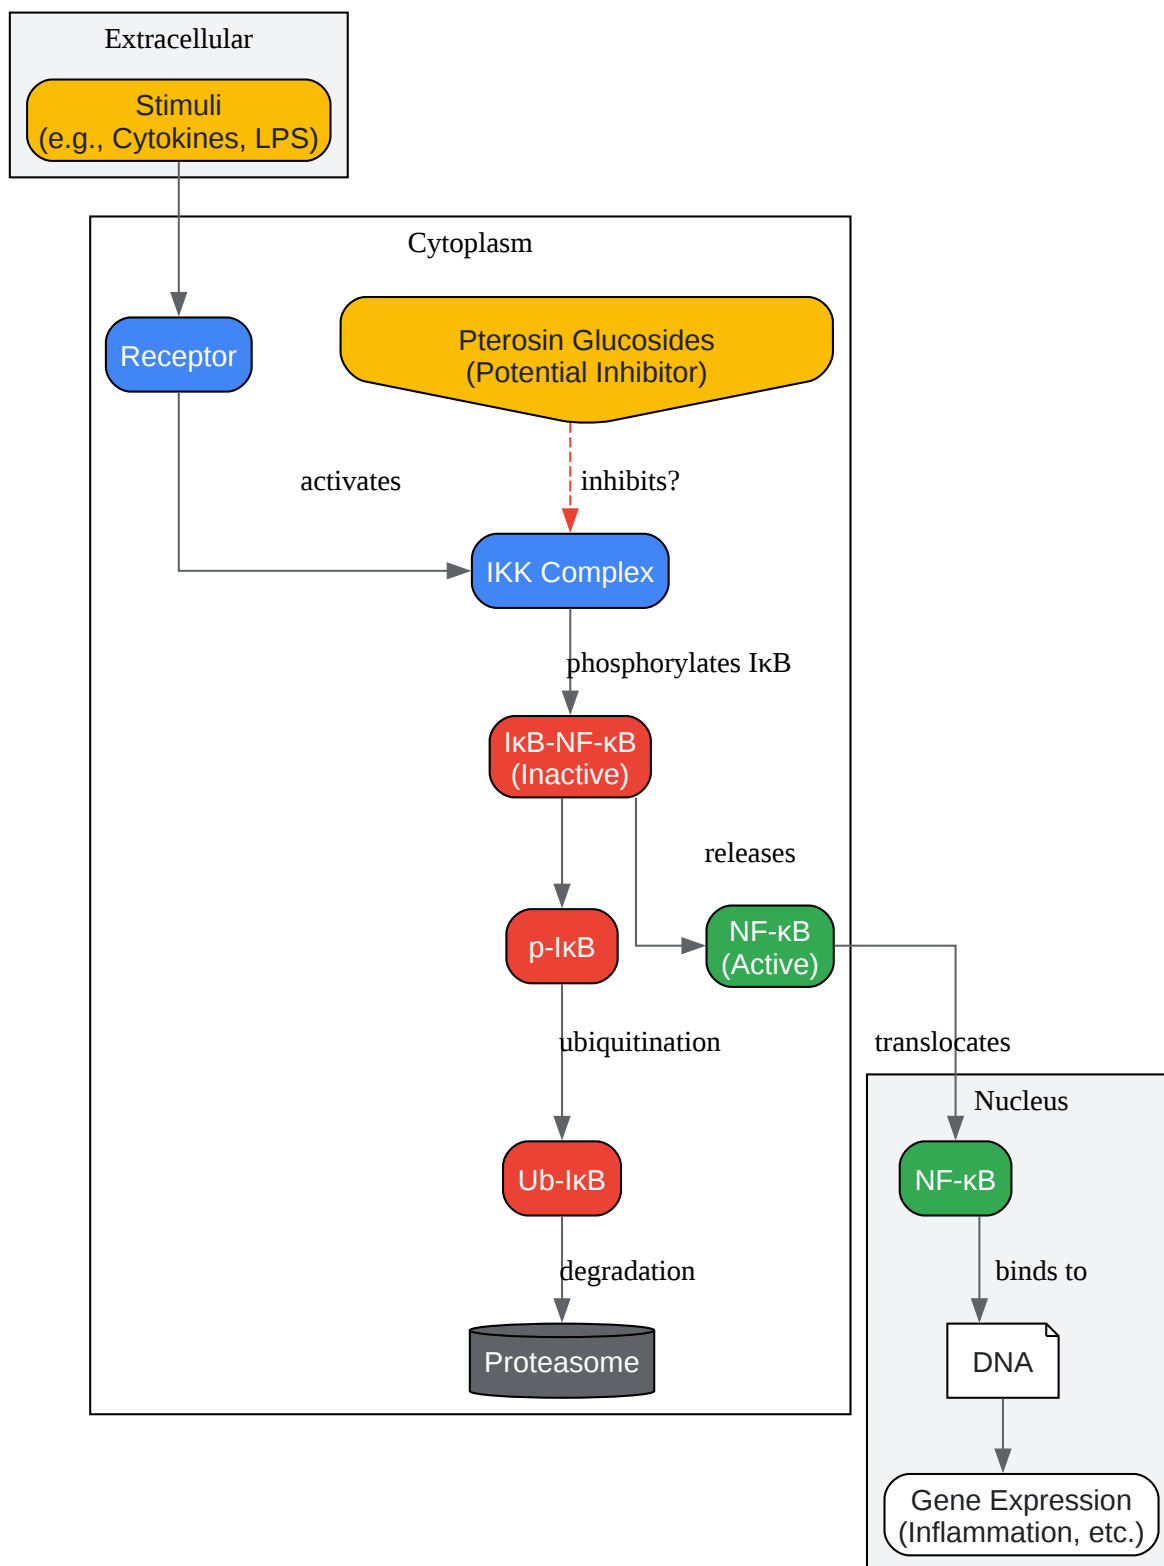 Extracellular
Stimuli
(e.g., Cytokines, LPS)
Cytoplasm
Receptor
Pterosin Glucosides
(Potential Inhibitor)
activates
inhibits?
IKK Complex
phosphorylates IκB
IκB-NF-κB
(Inactive)
releases
p-IκB
NF-κB
(Active)
ubiquitination
translocates
Nucleus
Ub-IκB
NF-κB
degradation
binds to
Proteasome
DNA
Gene Expression
(Inflammation, etc.)